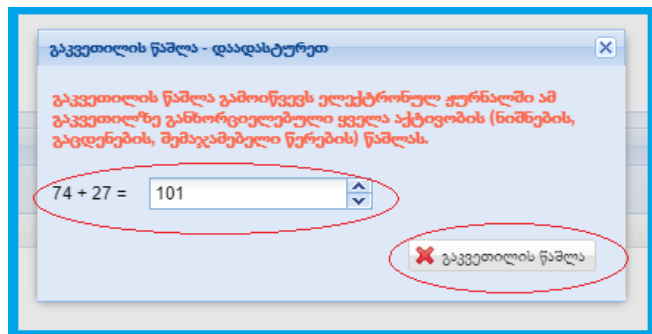 გაკვეთილის წაშლა - დაადასტურეთ
გაკვეთილის წაშლა გამოიწვევს ელექტრონულ ჟურნალში ამ
გაკვეთილზე განხორციელებული ყველა აქტივობის (ნიშნების,
გაცდენების, შემაჯამებელი წერების) წაშლას.
74 + 27 = 101
გაკვეთილის წაშლა